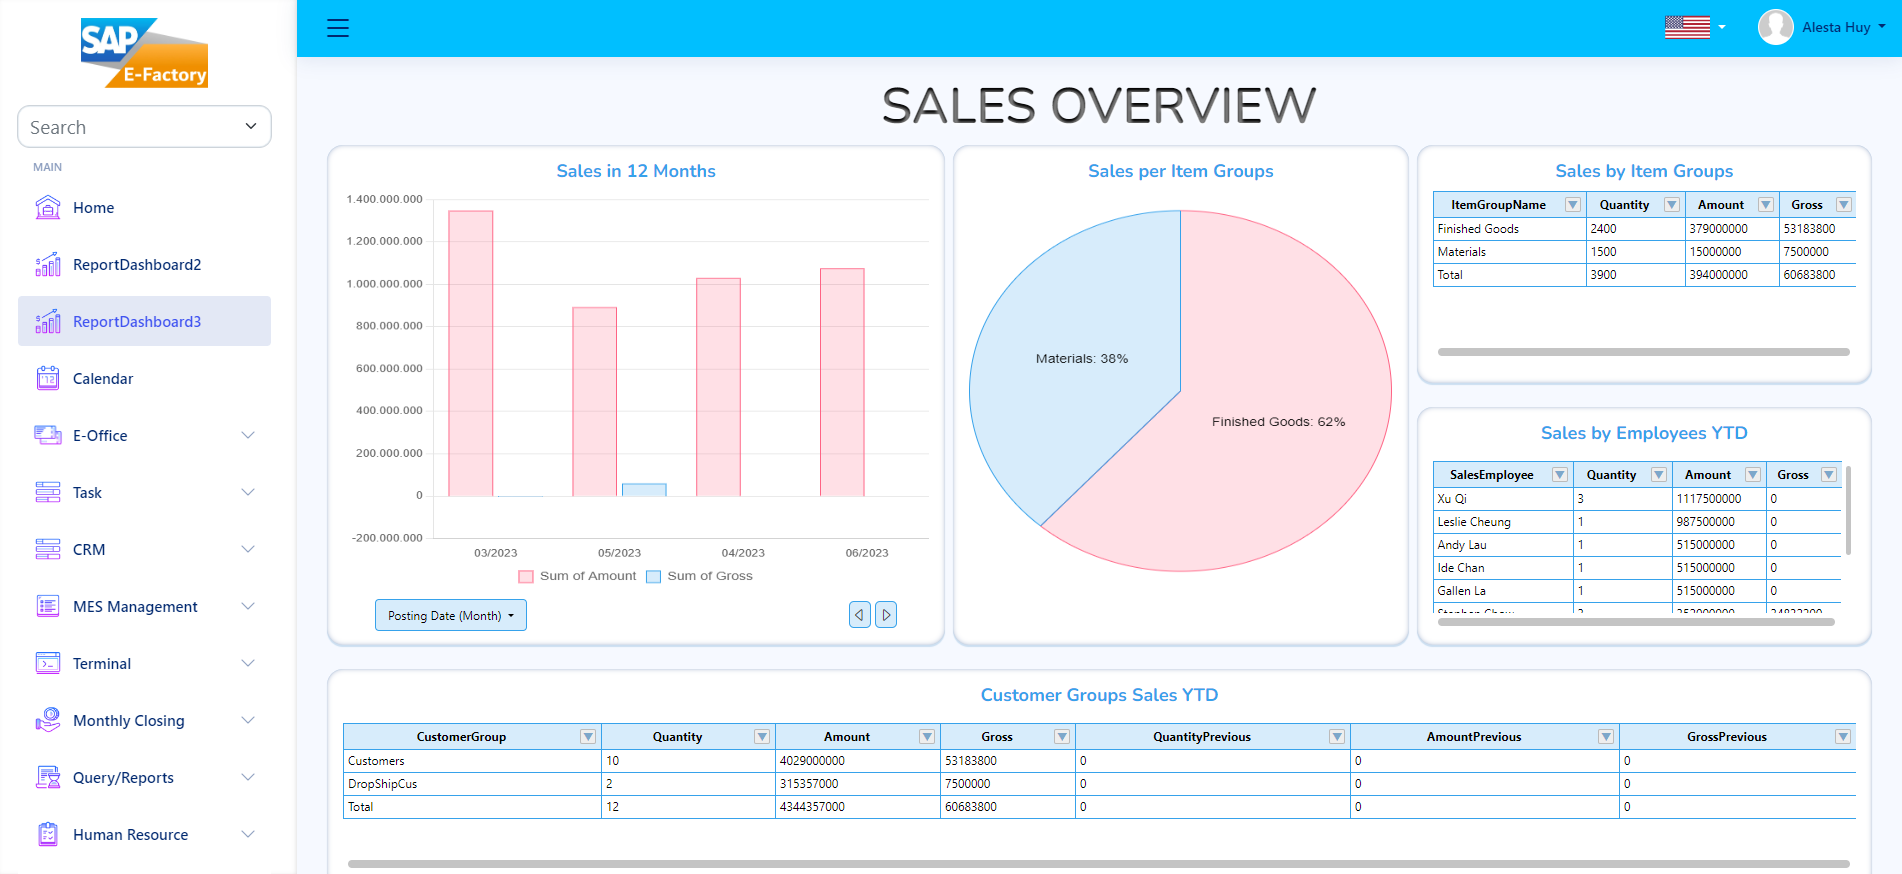 SAP
E-Factory
Search
MAIN
Home
ReportDashboard2
ReportDashboard3
Calendar
12
E-Office
Task
CRM
MES Management
Terminal
Monthly Closing
Query/Reports
Human Resource
Alesta Huy
SALES OVERVIEW
Sales in 12 Months
1.400.000.000
1.200.000.000
1.000.000.000
800.000.000
600.000.000
400.000.000
200.000.000
0
-200.000.000
03/2023 05/2023 04/2023 06/2023
Sum of Amount Sum of Gross
Posting Date (Month)
Sales per Item Groups
Materials: 38%
Finished Goods: 62%
Sales by Item Groups
ItemGroupName Quantity Amount Gross
Finished Goods 2400 379000000 53183800
Materials 1500 15000000 7500000
Total 3900 394000000 60683800
Sales by Employees YTD
SalesEmployee Quantity Amount Gross
Xu Qi 3 1117500000 0
Leslie Cheung 1 987500000 0
Andy Lau 1 515000000 0
Ide Chan 1 515000000 0
Gallen La 1 515000000 0
Customer Groups Sales YTD
CustomerGroup Quantity Amount Gross QuantityPrevious AmountPrevious GrossPrevious
Customers 10 4029000000 53183800 0 0 0
DropShipCus 2 315357000 7500000 0 0 0
Total 12 4344357000 60683800 0 0 0